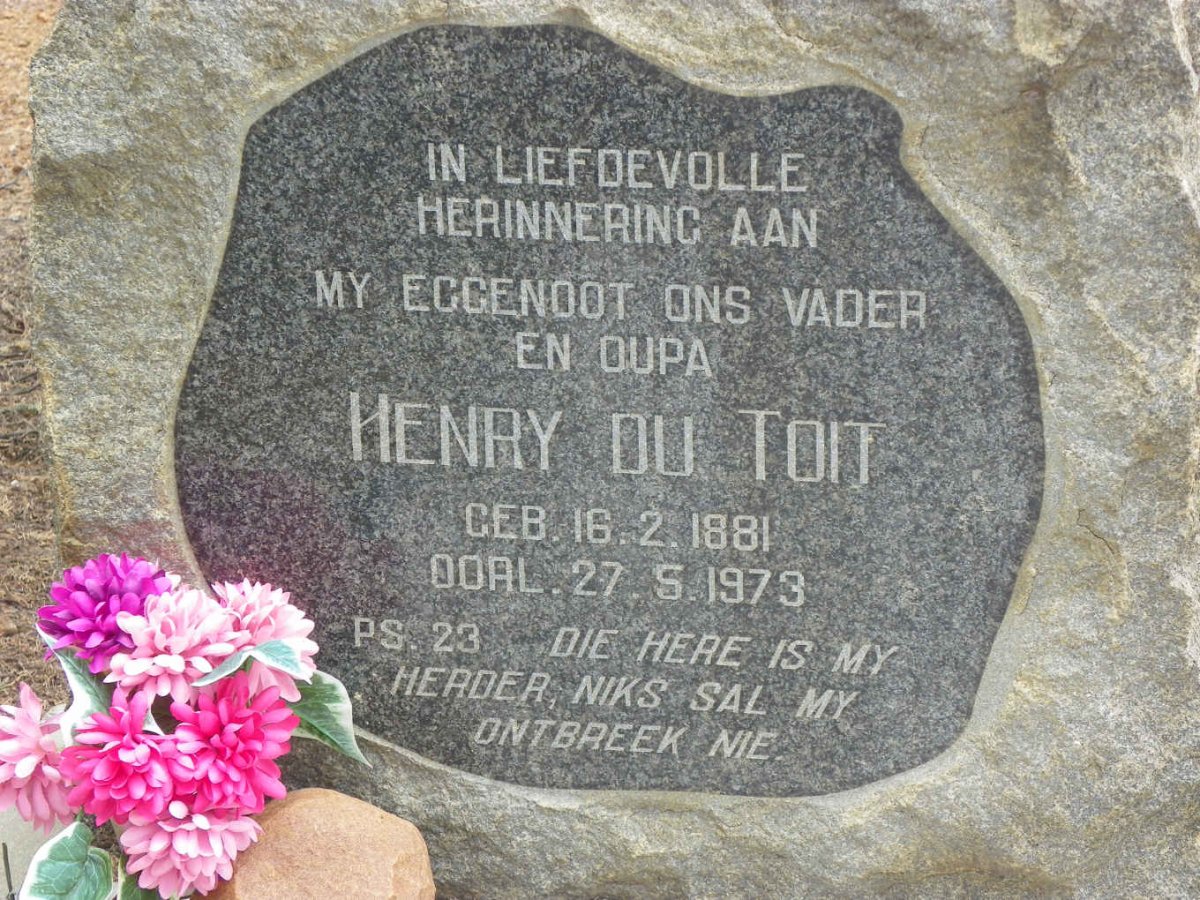 IN LIEFDEVOLLE
HERINNERING AAN
MY EGGENOOT ONS VADER
EN OUPA
HENRY DU TOIT
GEB. 16. 2. 1881
OORL. 27. 5. 1973
PS. 23 DIE HERE IS MY
HERDER, NIKS SAL MY
ONTBREEK NIE.